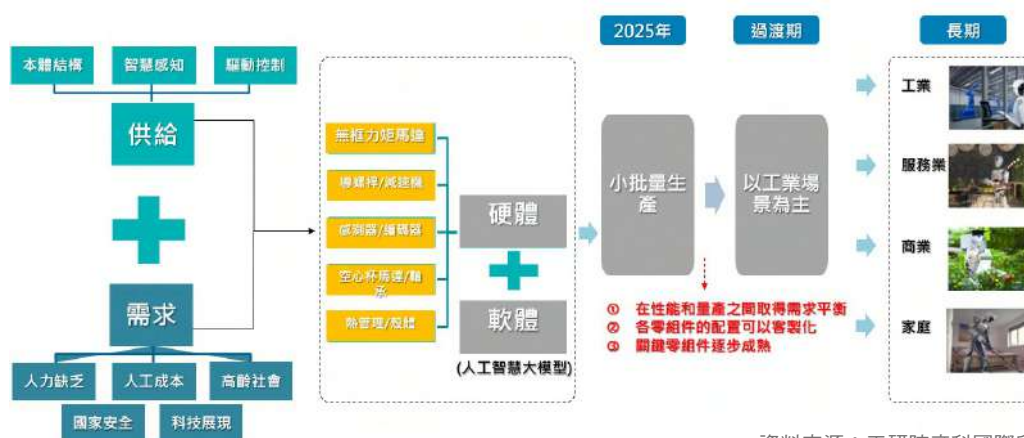 2025年
過渡期
長期
本體結構
智慧感知
驅動控制
供給
需求
人力缺乏
人工成本
高齡社會
國家安全
科技展現
無框力矩馬達
導螺桿/減速機
感測器/編碼器
空心杯馬達/軸
承
熱管理/殼體
硬體
軟體
(人工智慧大模型)
小批量生
產
以工業場
景為主
① 在性能和量產之間取得需求平衡
② 各零組件的配置可以客製化
③ 關鍵零組件逐步成熟
工業
服務業
商業
家庭